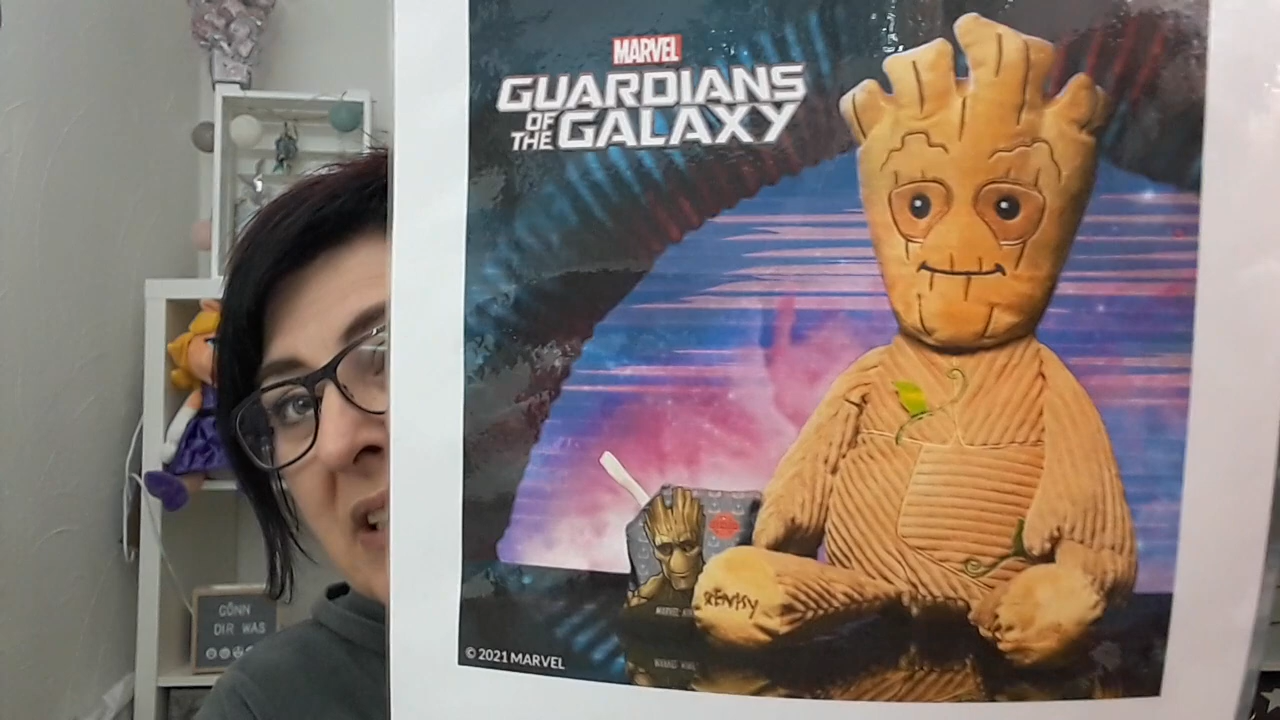 MARVEL
GUARDIANS
OF
THE GALAXY
SCENTSY
© 2021 MARVEL
GÖNN
DIR WAS